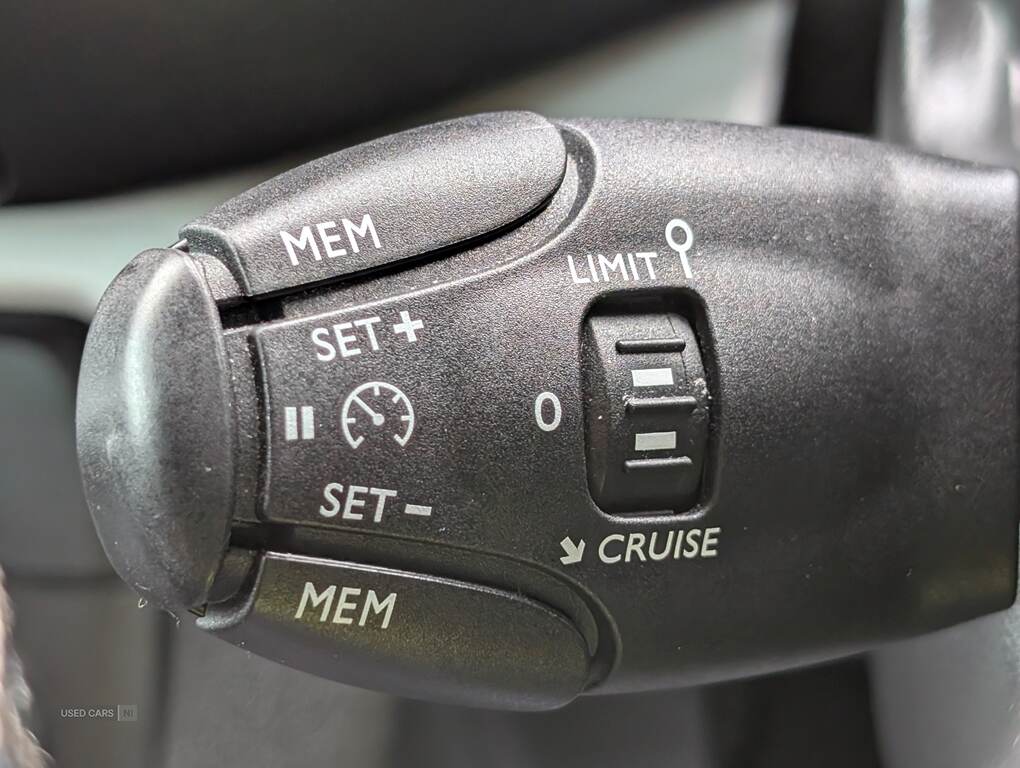 MEM
LIMIT
SET +
0
SET -
CRUISE
MEM
USED CARS NI